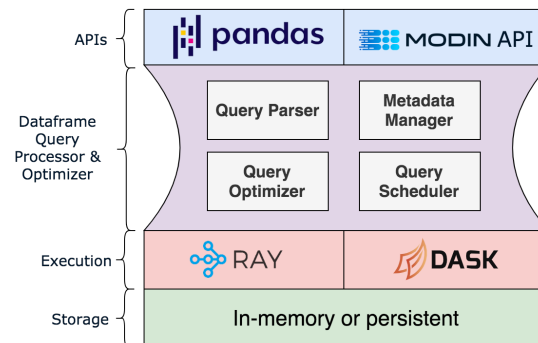 APIs
pandas
MODIN API
Dataframe
Query
Processor &
Optimizer
Query Parser
Metadata
Manager
Query
Optimizer
Query
Scheduler
Execution
RAY
DASK
Storage
In-memory or persistent